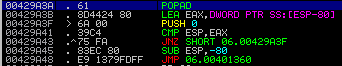 00429A3A . 61 POPAD
00429A3B . 8D4424 80 LEA EAX,DWORD PTR SS:[ESP-80]
00429A3F > 6A 00 PUSH 0
00429A41 . 39C4 CMP ESP,EAX
00429A43 .^75 FA JNZ SHORT 06.00429A3F
00429A45 . 83EC 80 SUB ESP,-80
00429A48 .-E9 1379FDFF JMP 06.00401360